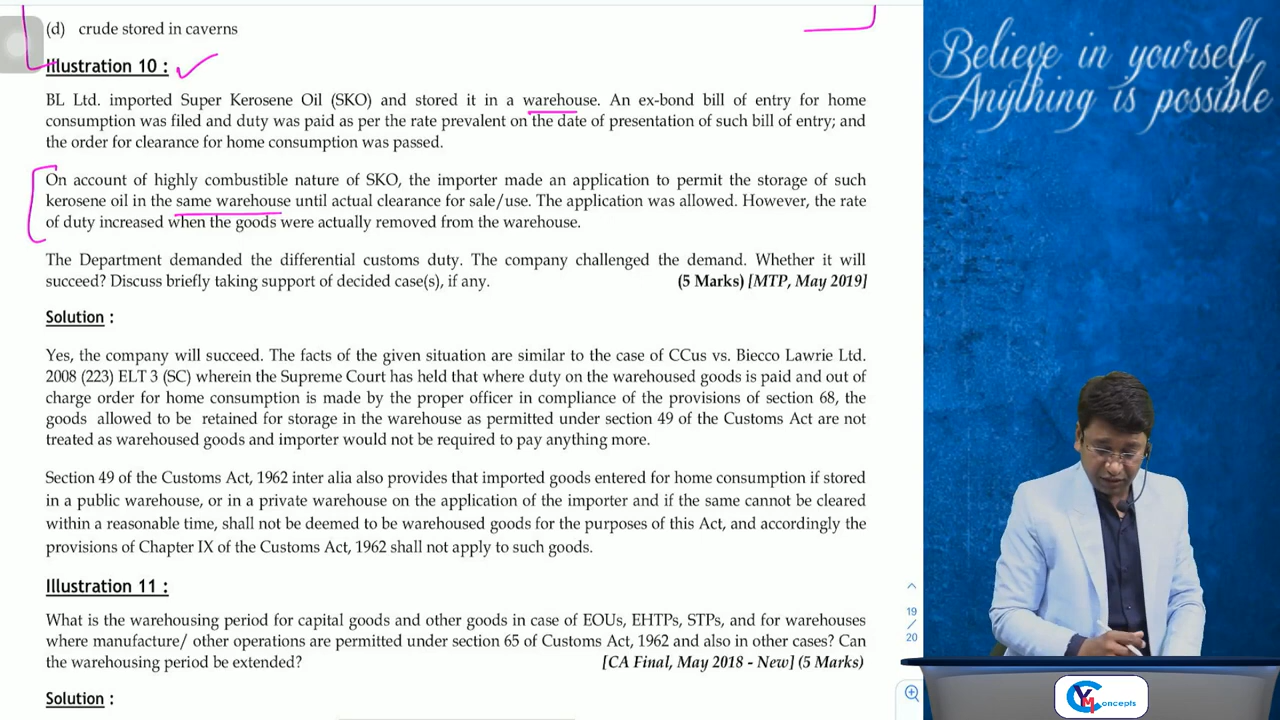 (d) crude stored in caverns
Illustration 10 :
BL Ltd. imported Super Kerosene Oil (SKO) and stored it in a warehouse. An ex-bond bill of entry for home
consumption was filed and duty was paid as per the rate prevalent on the date of presentation of such bill of entry; and
the order for clearance for home consumption was passed.
On account of highly combustible nature of SKO, the importer made an application to permit the storage of such
kerosene oil in the same warehouse until actual clearance for sale/use. The application was allowed. However, the rate
of duty increased when the goods were actually removed from the warehouse.
The Department demanded the differential customs duty. The company challenged the demand. Whether it will
succeed? Discuss briefly taking support of decided case(s), if any. (5 Marks) [MTP, May 2019]
Solution :
Yes, the company will succeed. The facts of the given situation are similar to the case of CCus vs. Biecco Lawrie Ltd.
2008 (223) ELT 3 (SC) wherein the Supreme Court has held that where duty on the warehoused goods is paid and out of
charge order for home consumption is made by the proper officer in compliance of the provisions of section 68, the
goods allowed to be retained for storage in the warehouse as permitted under section 49 of the Customs Act are not
treated as warehoused goods and importer would not be required to pay anything more.
Section 49 of the Customs Act, 1962 inter alia also provides that imported goods entered for home consumption if stored
in a public warehouse, or in a private warehouse on the application of the importer and if the same cannot be cleared
within a reasonable time, shall not be deemed to be warehoused goods for the purposes of this Act, and accordingly the
provisions of Chapter IX of the Customs Act, 1962 shall not apply to such goods.
Illustration 11 :
What is the warehousing period for capital goods and other goods in case of EOUs, EHTPs, STPs, and for warehouses
where manufacture/ other operations are permitted under section 65 of Customs Act, 1962 and also in other cases? Can
the warehousing period be extended? [CA Final, May 2018 - New] (5 Marks)
Solution :
19
/
20
Believe in yourself
Anything is possible
YM Concepts